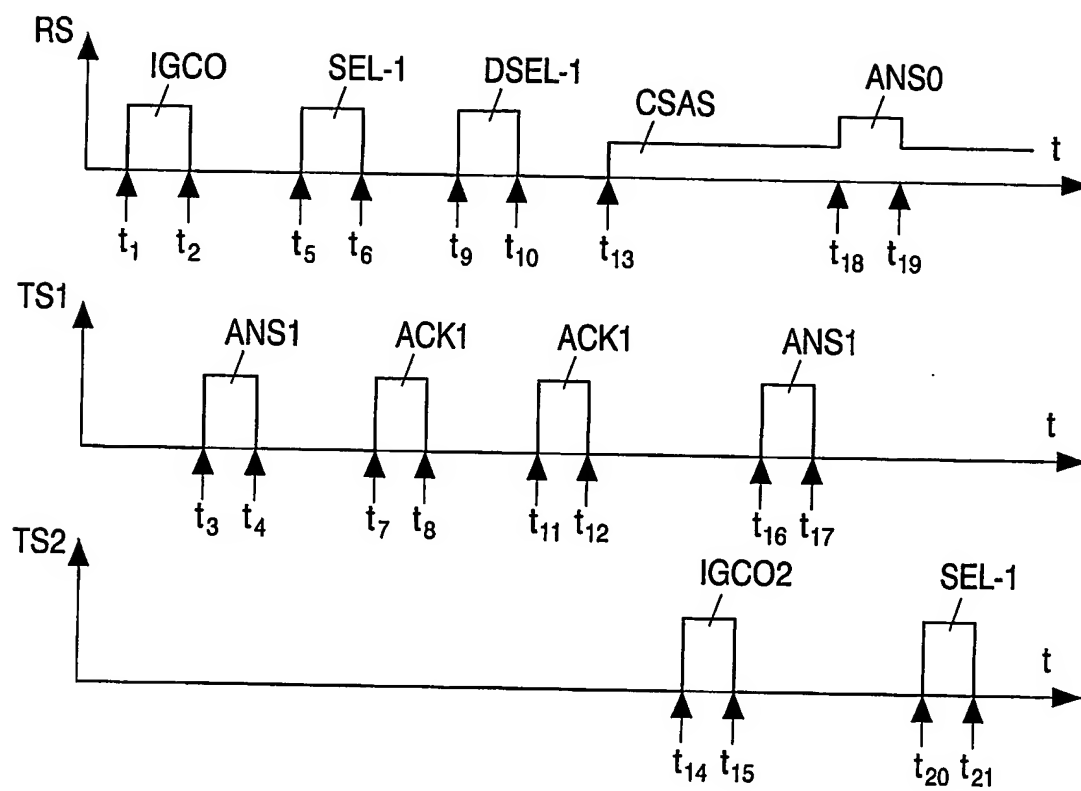 RS
IGCO
SEL-1
DSEL-1
CSAS
ANS0
t
t1
t2
t5
t6
t9
t10
t13
t18
t19
TS1
ANS1
ACK1
ACK1
ANS1
t
t3
t4
t7
t8
t11
t12
t16
t17
TS2
IGCO2
SEL-1
t
t14
t15
t20
t21